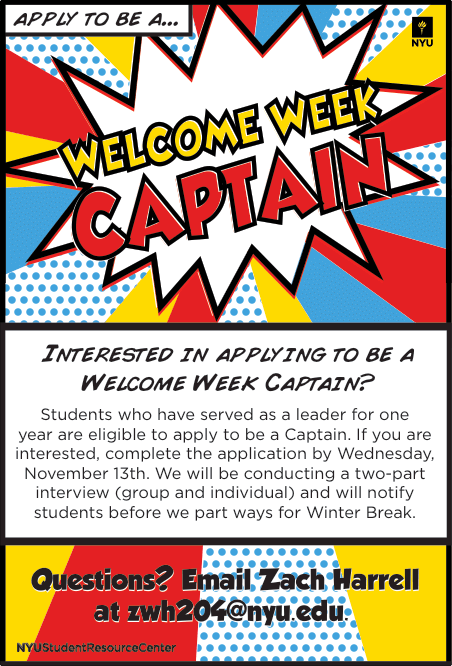 APPLY TO BE A...
NYU
WELCOME WEEK
CAPTAIN
INTERESTED IN APPLYING TO BE A
WELCOME WEEK CAPTAIN?
Students who have served as a leader for one
year are eligible to apply to be a Captain. If you are
interested, complete the application by Wednesday,
November 13th. We will be conducting a two-part
interview (group and individual) and will notify
students before we part ways for Winter Break.
Questions? Email Zach Harrell
at zwh204@nyu.edu.
NYUStudentResourceCenter